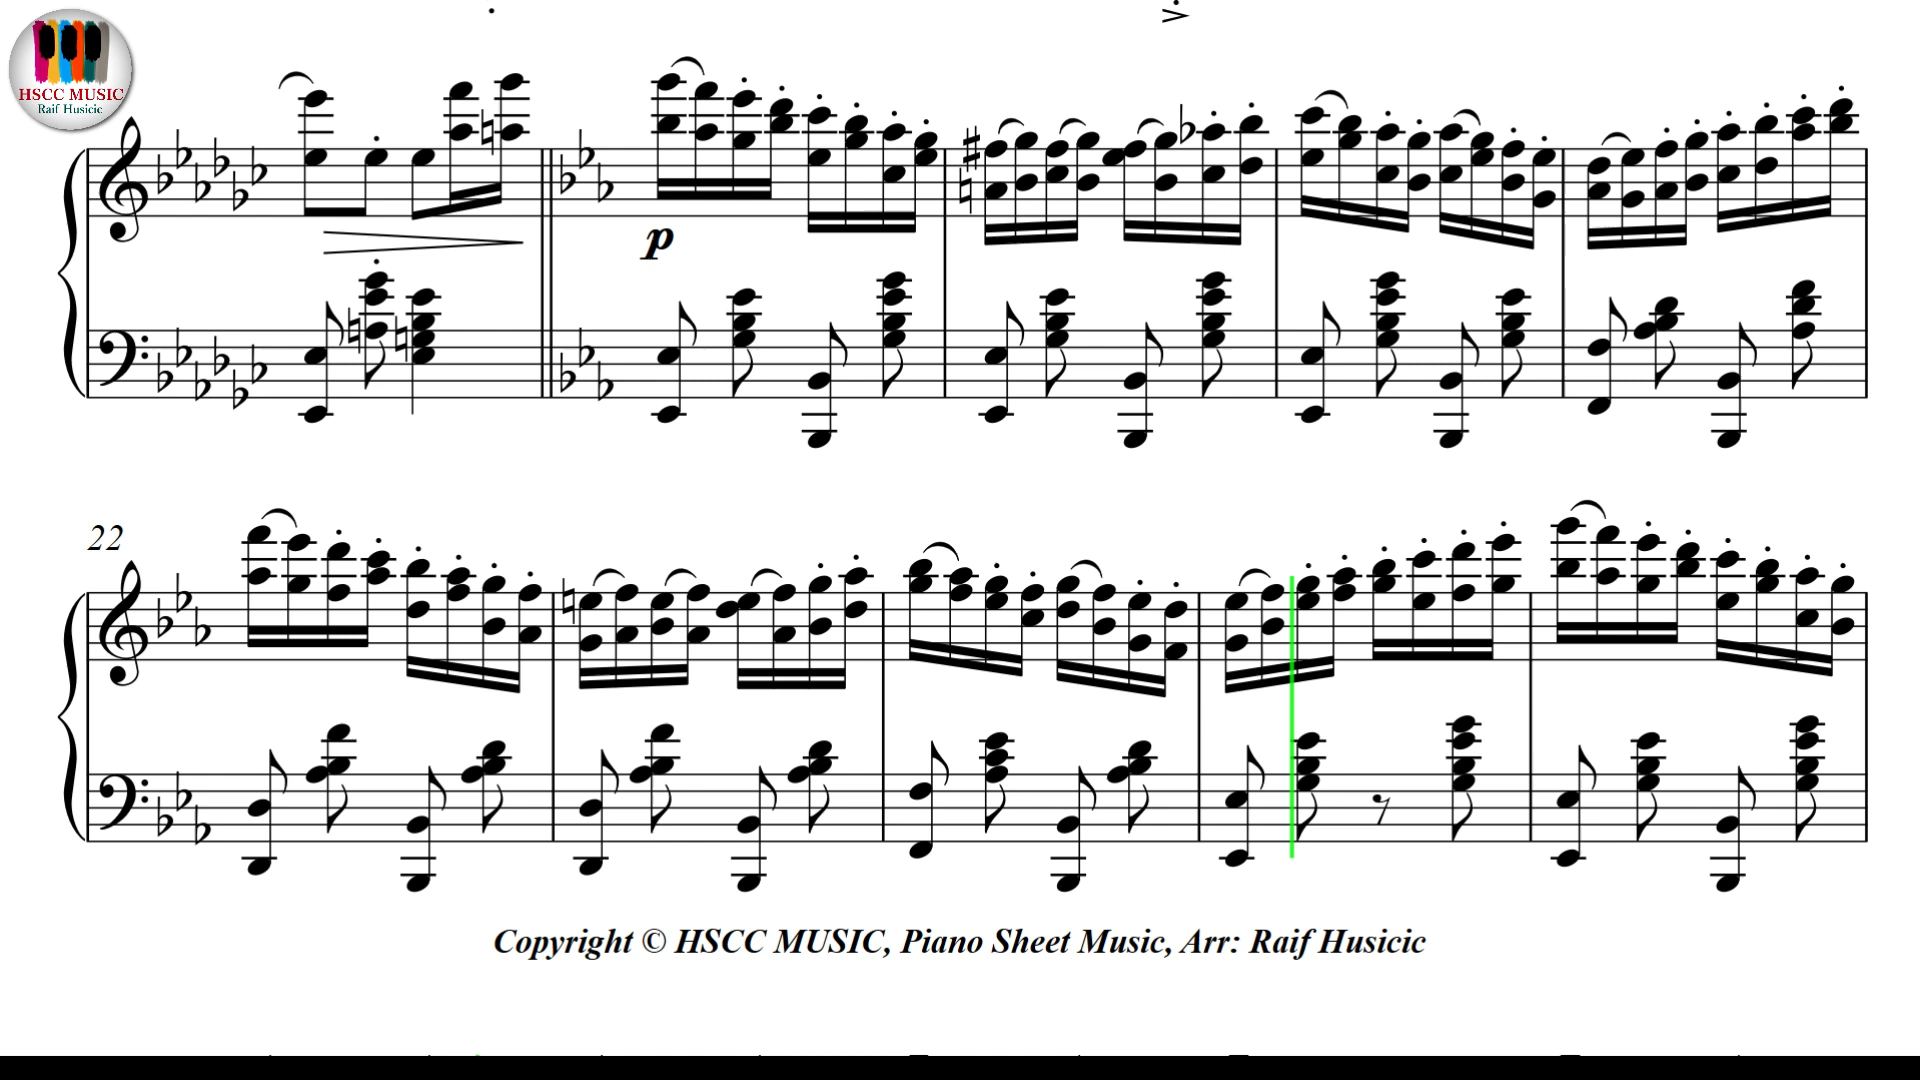 HSCC MUSIC
Raif Husicic
p
22
Copyright © HSCC MUSIC, Piano Sheet Music, Arr: Raif Husicic